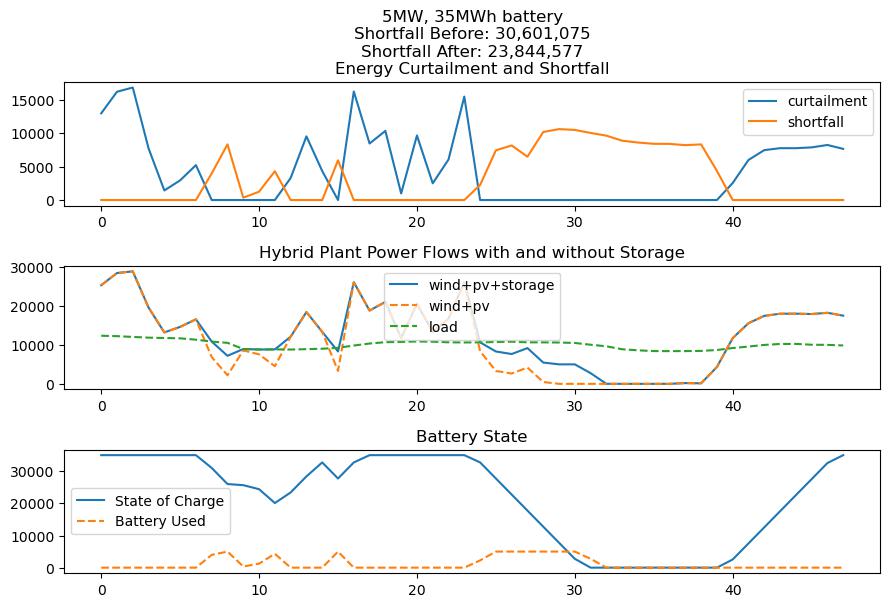 5MW, 35MWh battery
Shortfall Before: 30,601,075
Shortfall After: 23,844,577
Energy Curtailment and Shortfall
15000
10000
5000
0
curtailment
shortfall
0 10 20 30 40
Hybrid Plant Power Flows with and without Storage
30000
20000
10000
0
wind+pv+storage
wind+pv
load
0 10 20 30 40
Battery State
30000
20000
10000
0
State of Charge
Battery Used
0 10 20 30 40